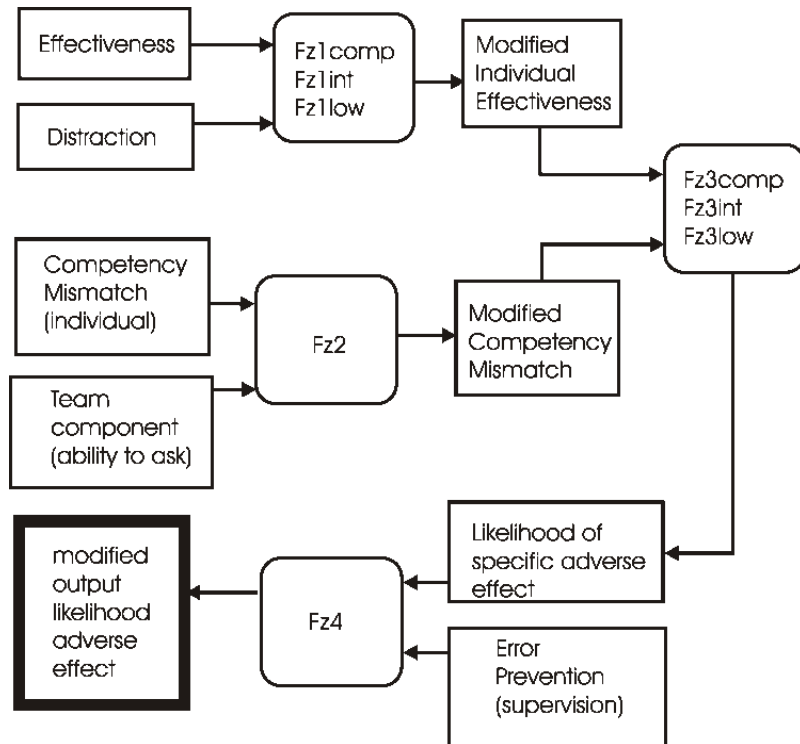 Effectiveness
Distraction
Fz1comp
Fz1int
Fz1low
Modified
Individual
Effectiveness
Fz3comp
Fz3int
Fz3low
Competency
Mismatch
(individual)
Team
component
(ability to ask)
Fz2
Modified
Competency
Mismatch
modified
output
likelihood
adverse
effect
Fz4
Likelihood of
specific adverse
effect
Error
Prevention
(supervision)